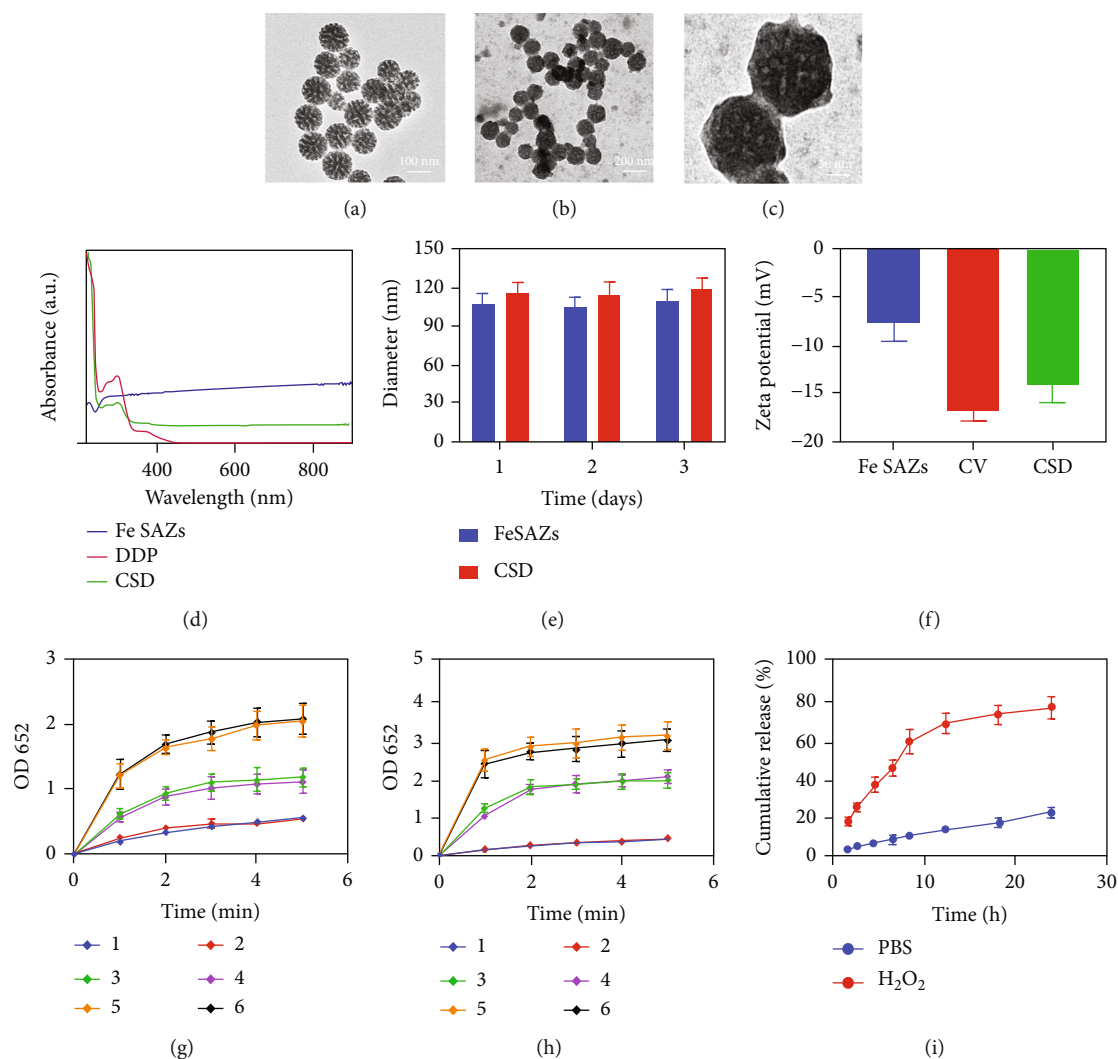 100 nm
200 nm
50 nm
(a)
(b)
(c)
Absorbance (a.u.)
400
600
800
Wavelength (nm)
Fe SAZs
DDP
CSD
(d)
Diameter (nm)
150
120
90
60
30
0
1
2
3
Time (days)
FeSAZs
CSD
(e)
Zeta potential (mV)
0
−5
−10
−15
−20
Fe SAZs
CV
CSD
(f)
OD 652
3
2
1
0
0
2
4
6
Time (min)
1
2
3
4
5
6
(g)
OD 652
5
4
3
2
1
0
0
2
4
6
Time (min)
1
2
3
4
5
6
(h)
Cumulative release (%)
100
80
60
40
20
0
0
10
20
30
Time (h)
PBS
H₂O₂
(i)